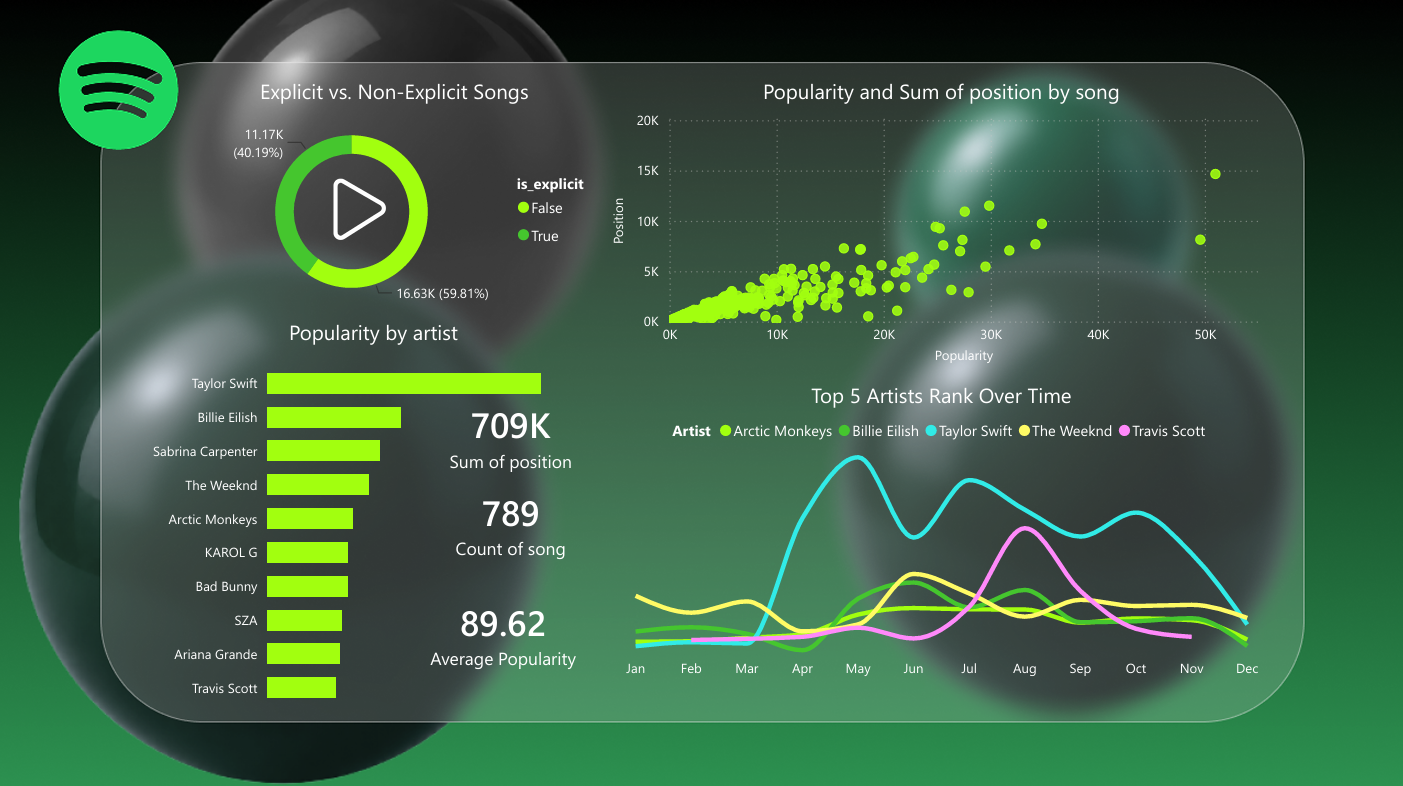 Explicit vs. Non-Explicit Songs
11.17K
(40.19%)
is_explicit
False
True
16.63K (59.81%)
Popularity by artist
Taylor Swift
Billie Eilish
Sabrina Carpenter
The Weeknd
Arctic Monkeys
KAROL G
Bad Bunny
SZA
Ariana Grande
Travis Scott
709K
Sum of position
789
Count of song
89.62
Average Popularity
Popularity and Sum of position by song
Position
20K
15K
10K
5K
0K
0K 10K 20K 30K 40K 50K
Popularity
Top 5 Artists Rank Over Time
Artist Arctic Monkeys Billie Eilish Taylor Swift The Weeknd Travis Scott
Jan Feb Mar Apr May Jun Jul Aug Sep Oct Nov Dec